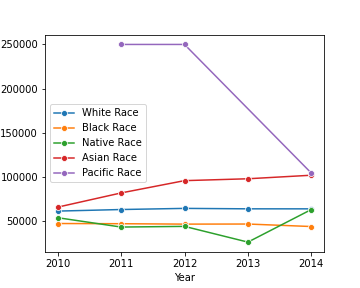 250000
200000
150000
100000
50000
White Race
Black Race
Native Race
Asian Race
Pacific Race
2010 2011 2012 2013 2014
Year